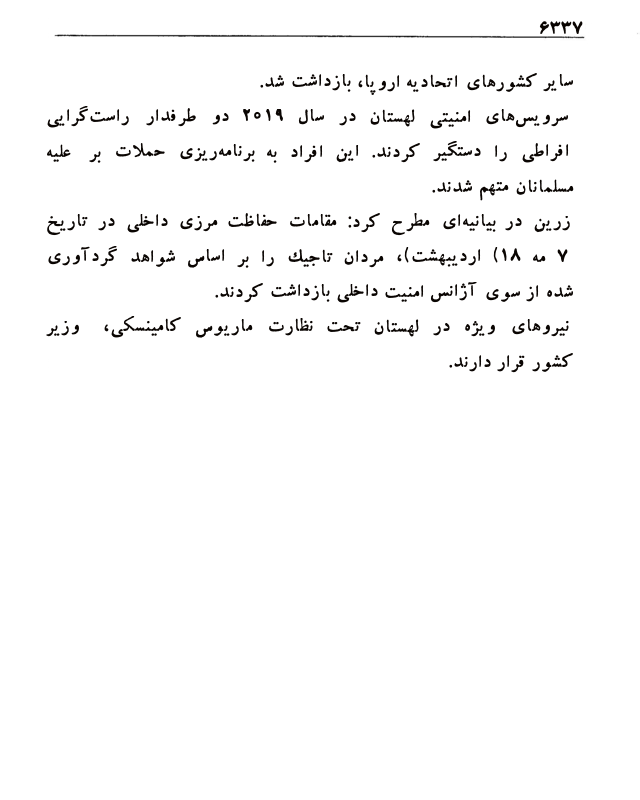 ۶۳۳۷
سایر کشورهای اتحادیه اروپا، بازداشت شد.
سرویس‌های امنیتی لهستان در سال ۲۰۱۹ دو طرفدار راست‌گرایی
افراطی را دستگیر کردند. این افراد به برنامه‌ریزی حملات بر علیه
مسلمانان متهم شدند.
زرین در بیانیه‌ای مطرح کرد: مقامات حفاظت مرزی داخلی در تاریخ
۷ مه ۱۸) اردیبهشت)، مردان تاجیك را بر اساس شواهد گردآوری
شده از سوی آژانس امنیت داخلی بازداشت کردند.
نیروهای ویژه در لهستان تحت نظارت ماریوس کامینسکی، وزیر
کشور قرار دارند.